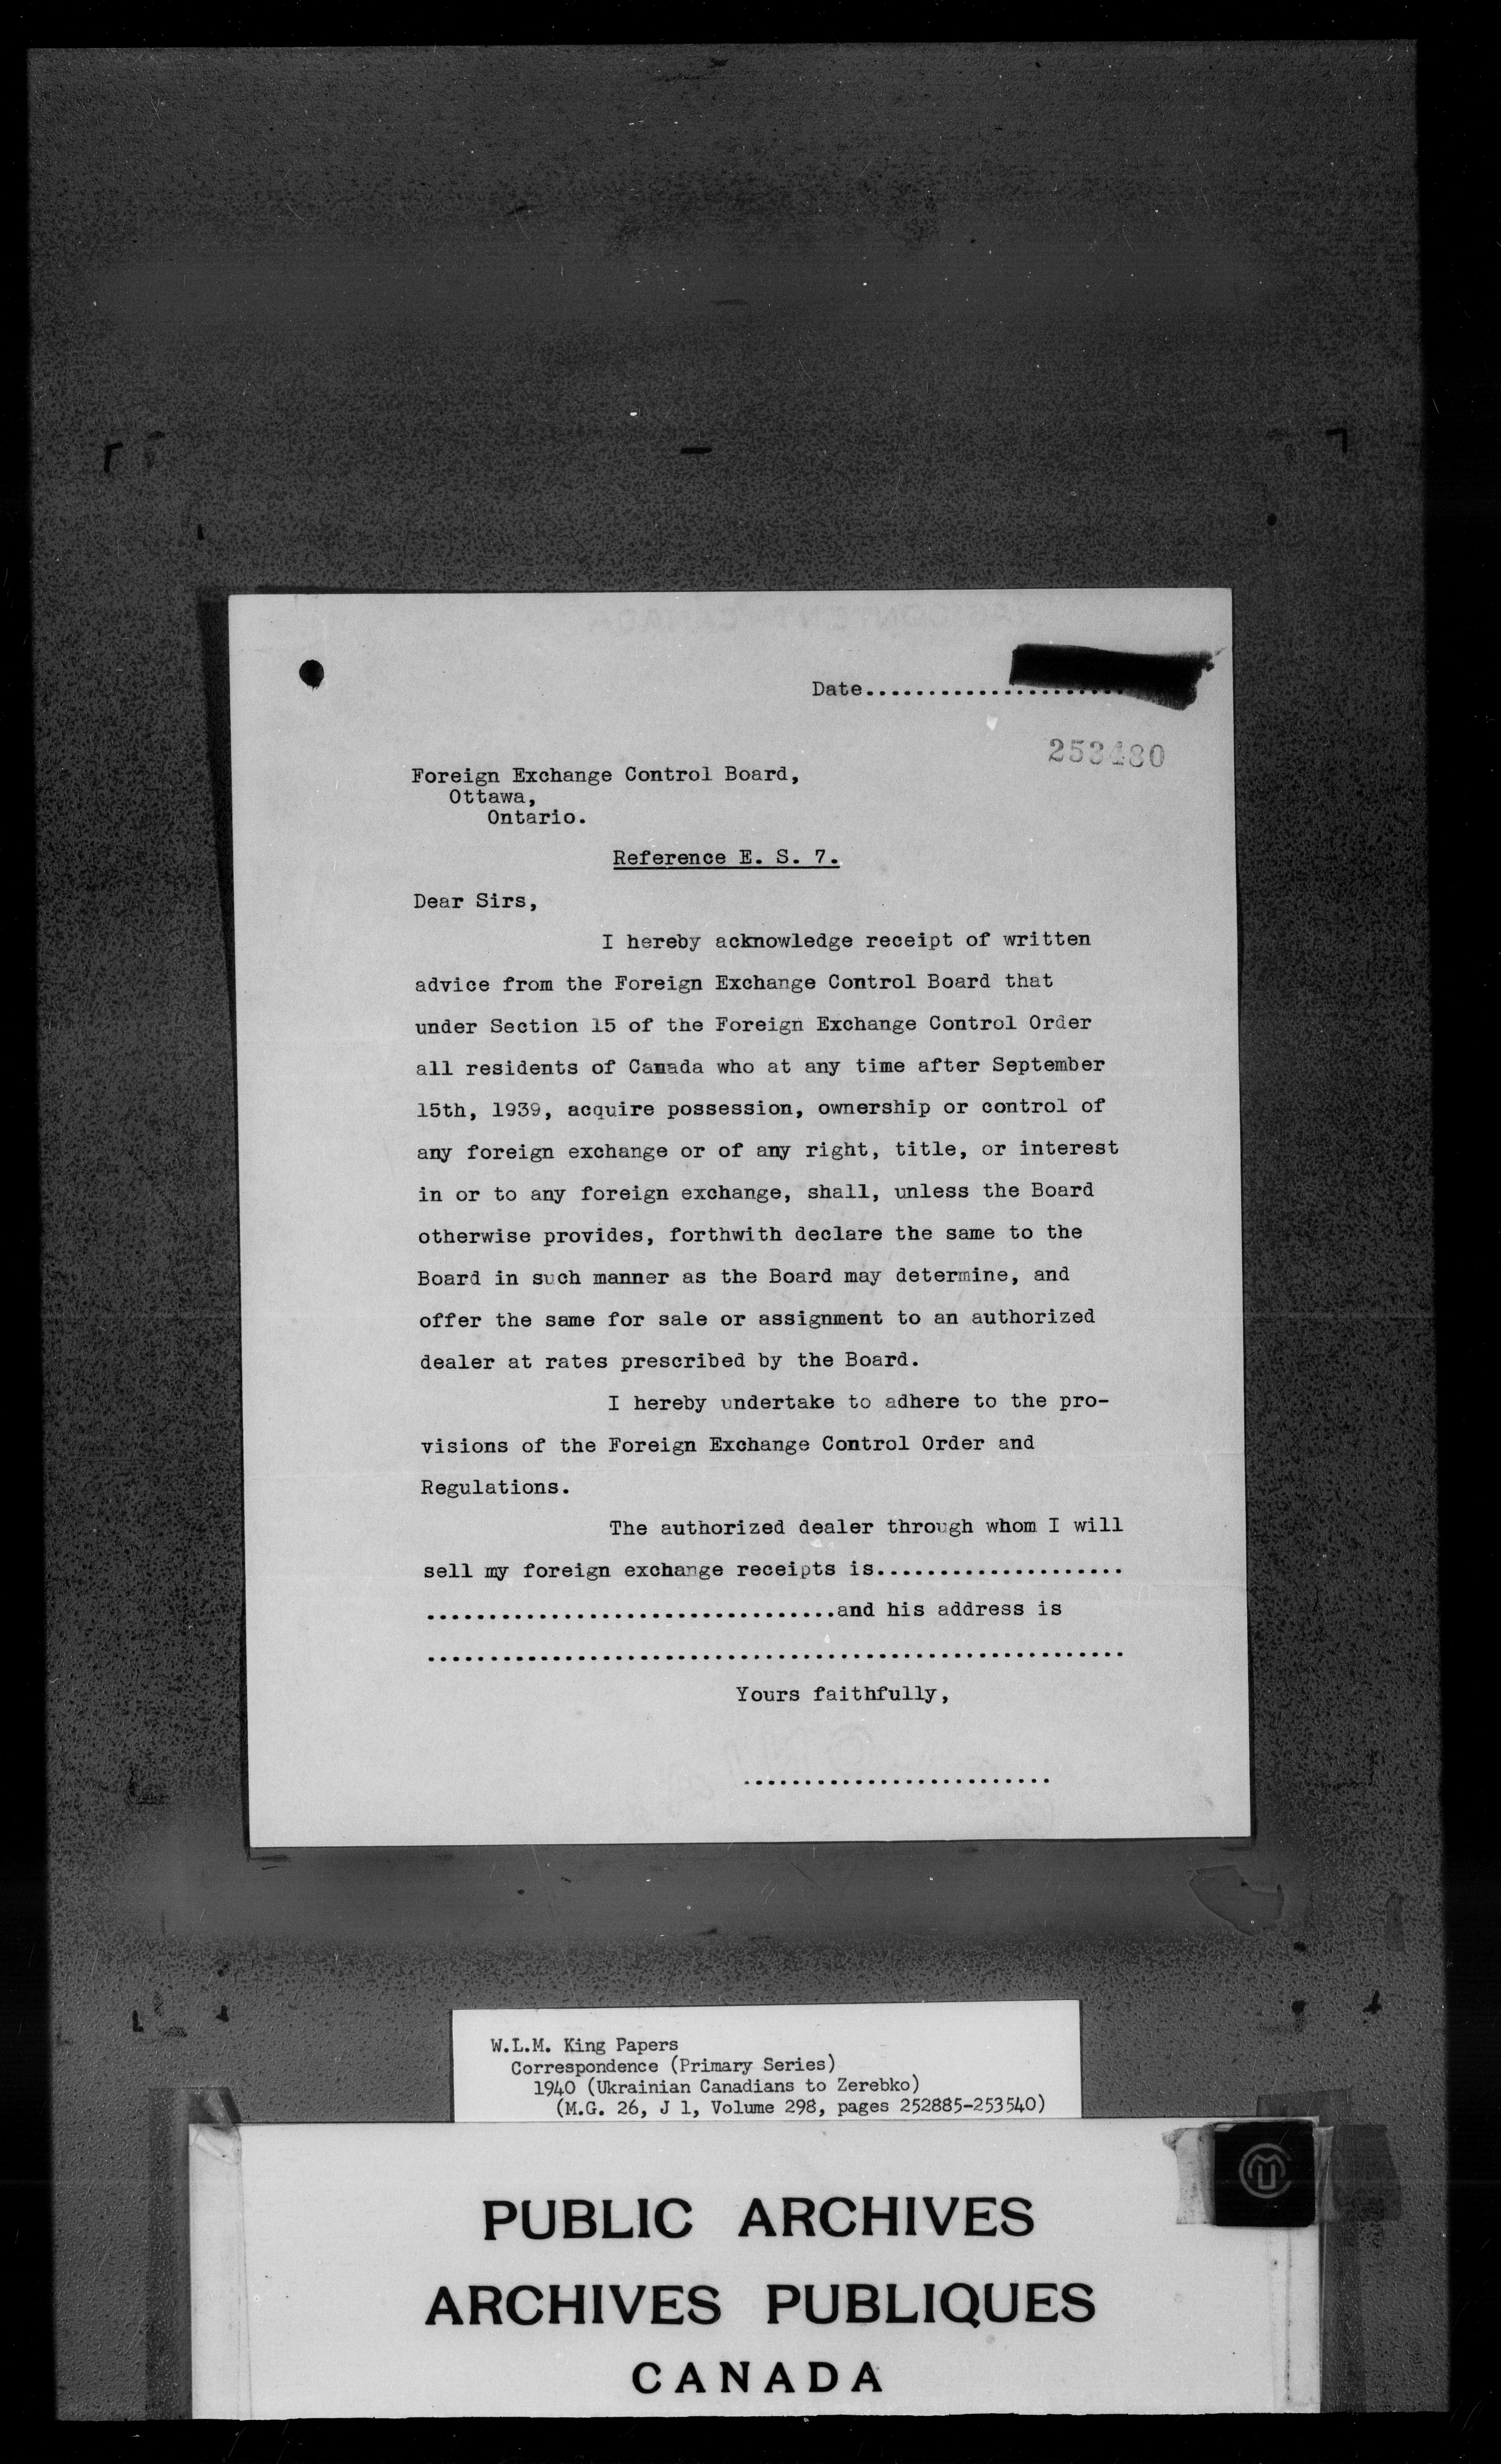 Date......................
253480
Foreign Exchange Control Board,
Ottawa,
Ontario.
Reference E. S. 7.
Dear Sirs,
I hereby acknowledge receipt of written
advice from the Foreign Exchange Control Board that
under Section 15 of the Foreign Exchange Control Order
all residents of Canada who at any time after September
15th, 1939, acquire possession, ownership or control of
any foreign exchange or of any right, title, or interest
in or to any foreign exchange, shall, unless the Board
otherwise provides, forthwith declare the same to the
Board in such manner as the Board may determine, and
offer the same for sale or assignment to an authorized
dealer at rates prescribed by the Board.
I hereby undertake to adhere to the pro-
visions of the Foreign Exchange Control Order and
Regulations.
The authorized dealer through whom I will
sell my foreign exchange receipts is....................
.................................and his address is
........................................................
Yours faithfully,
.........................
W.L.M. King Papers
Correspondence (Primary Series)
1940 (Ukrainian Canadians to Zerebko)
(M.G. 26, J 1, Volume 298, pages 252885-253540)
PUBLIC ARCHIVES
ARCHIVES PUBLIQUES
CANADA